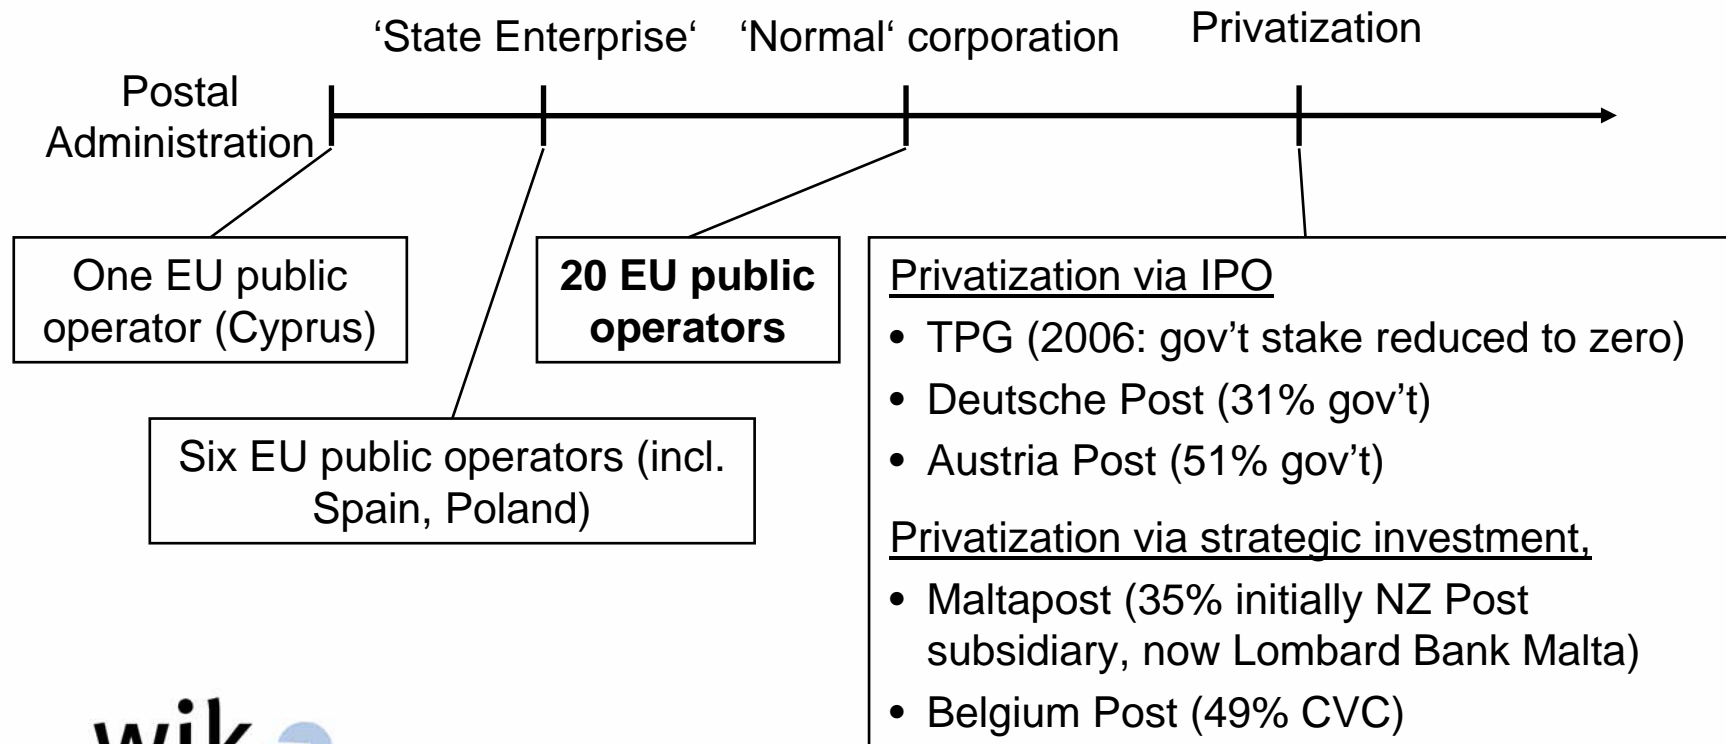 ‘State Enterprise‘
‘Normal‘ corporation
Privatization
Postal
Administration
One EU public
operator (Cyprus)
20 EU public
operators
Six EU public operators (incl.
Spain, Poland)
Privatization via IPO
• TPG (2006: gov’t stake reduced to zero)
• Deutsche Post (31% gov’t)
• Austria Post (51% gov’t)
Privatization via strategic investment,
• Maltapost (35% initially NZ Post
subsidiary, now Lombard Bank Malta)
• Belgium Post (49% CVC)
wik